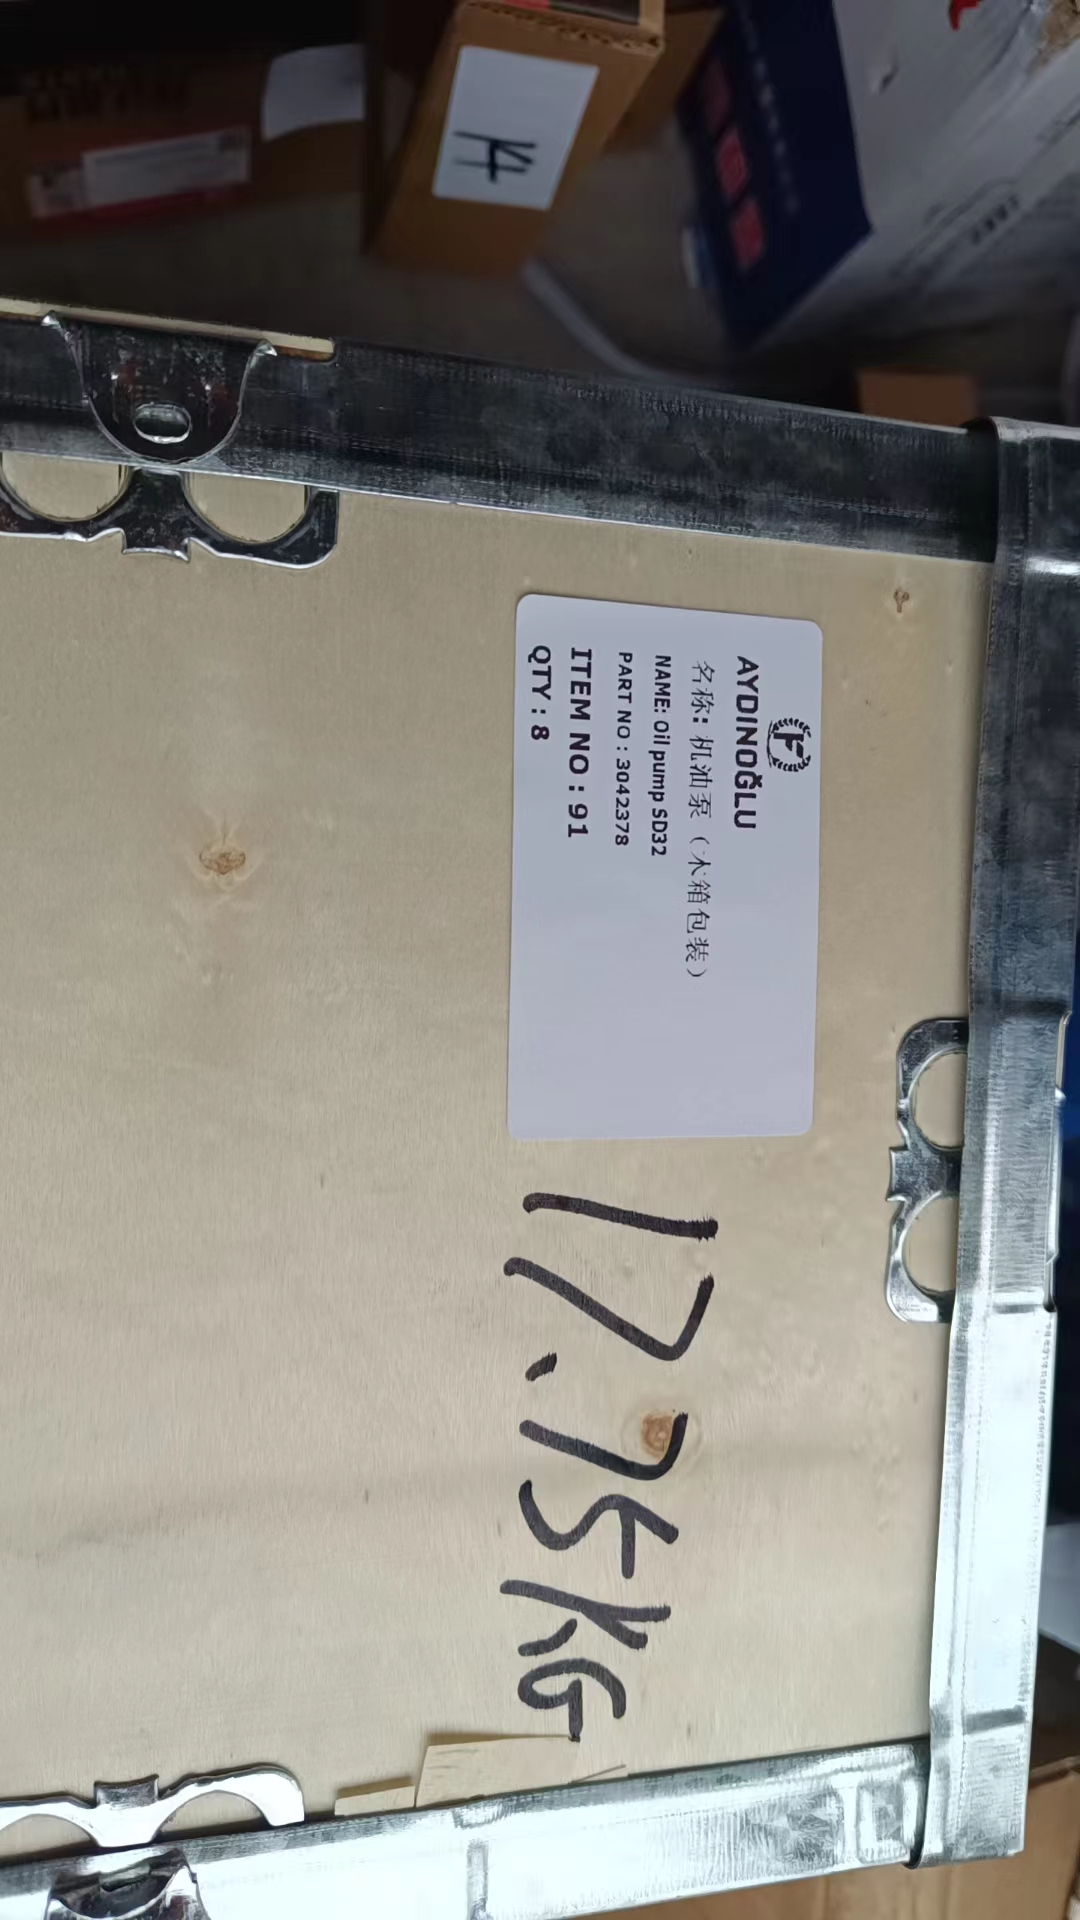 AYDINOĞLU
名称: 机油泵（木箱包装）
NAME: Oil pump SD32
PART NO : 3042378
ITEM NO : 91
QTY : 8
17.75KG